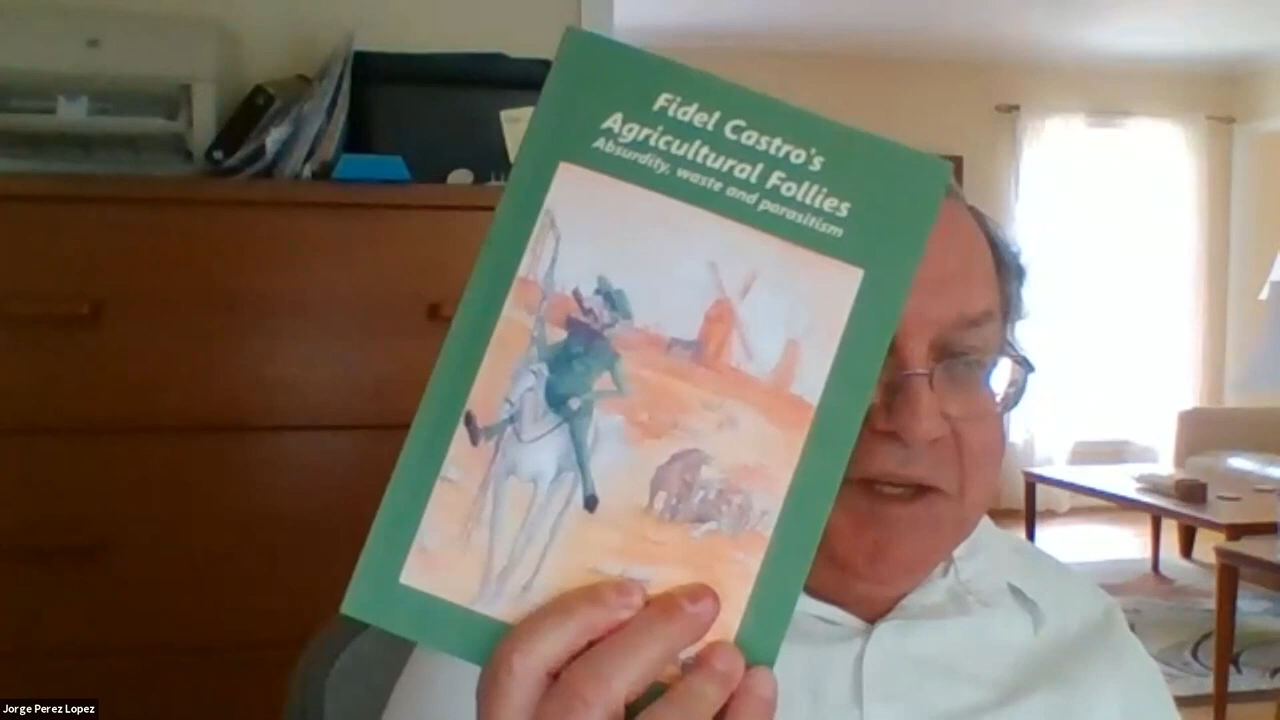 Fidel Castro's
Agricultural Follies
Absurdity, waste and parasitism
Jorge Perez Lopez